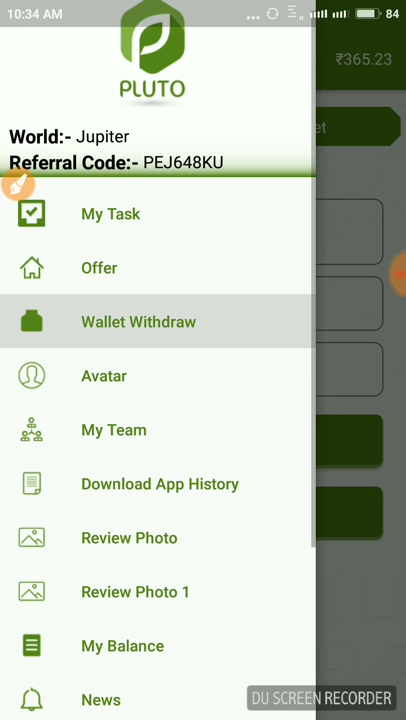 10:34 AM
84
PLUTO
₹365.23
World:- Jupiter
et
Referral Code:- PEJ648KU
My Task
Offer
Wallet Withdraw
Avatar
My Team
Download App History
Review Photo
Review Photo 1
My Balance
News
DU SCREEN RECORDER